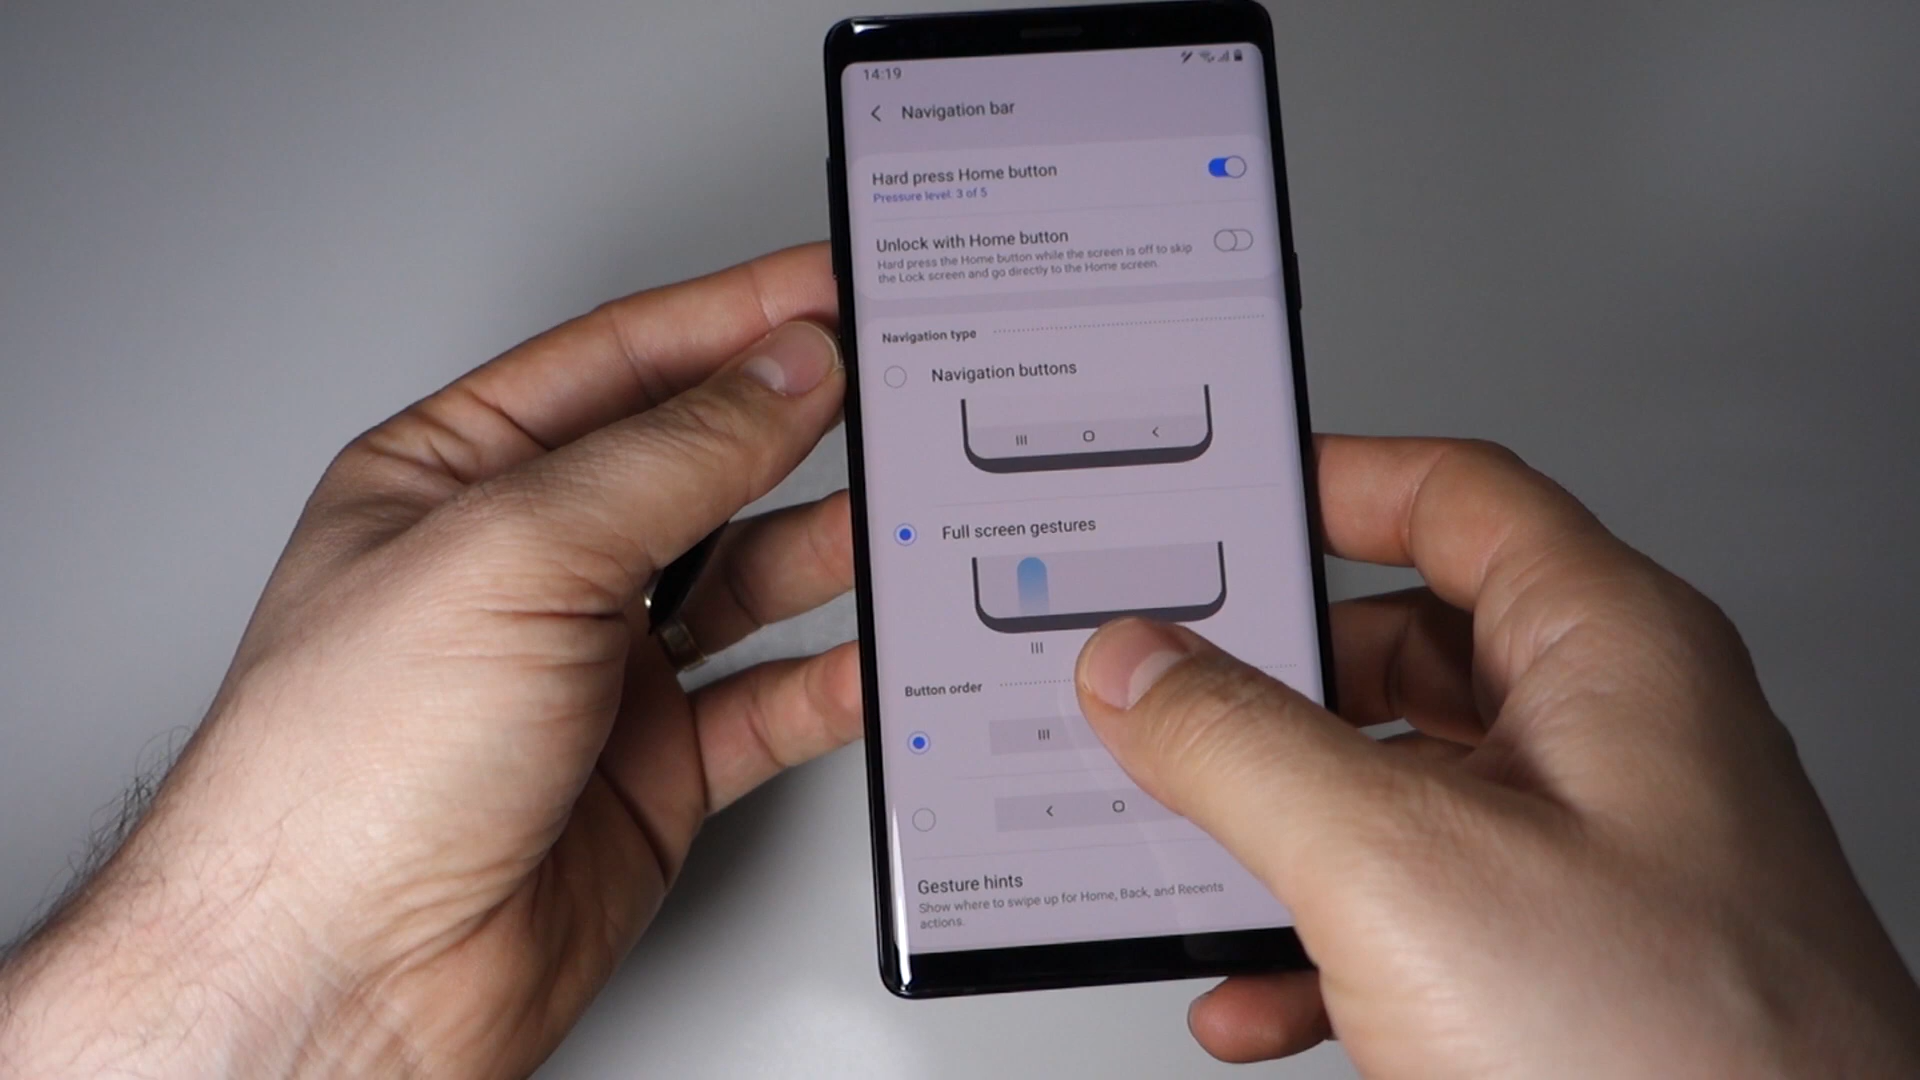 14:19
Navigation bar
Hard press Home button
Pressure level: 3 of 5
Unlock with Home button
Hard press the Home button while the screen is off to skip
the Lock screen and go directly to the Home screen.
Navigation type
Navigation buttons
Full screen gestures
Button order
Gesture hints
Show where to swipe up for Home, Back, and Recents
actions.